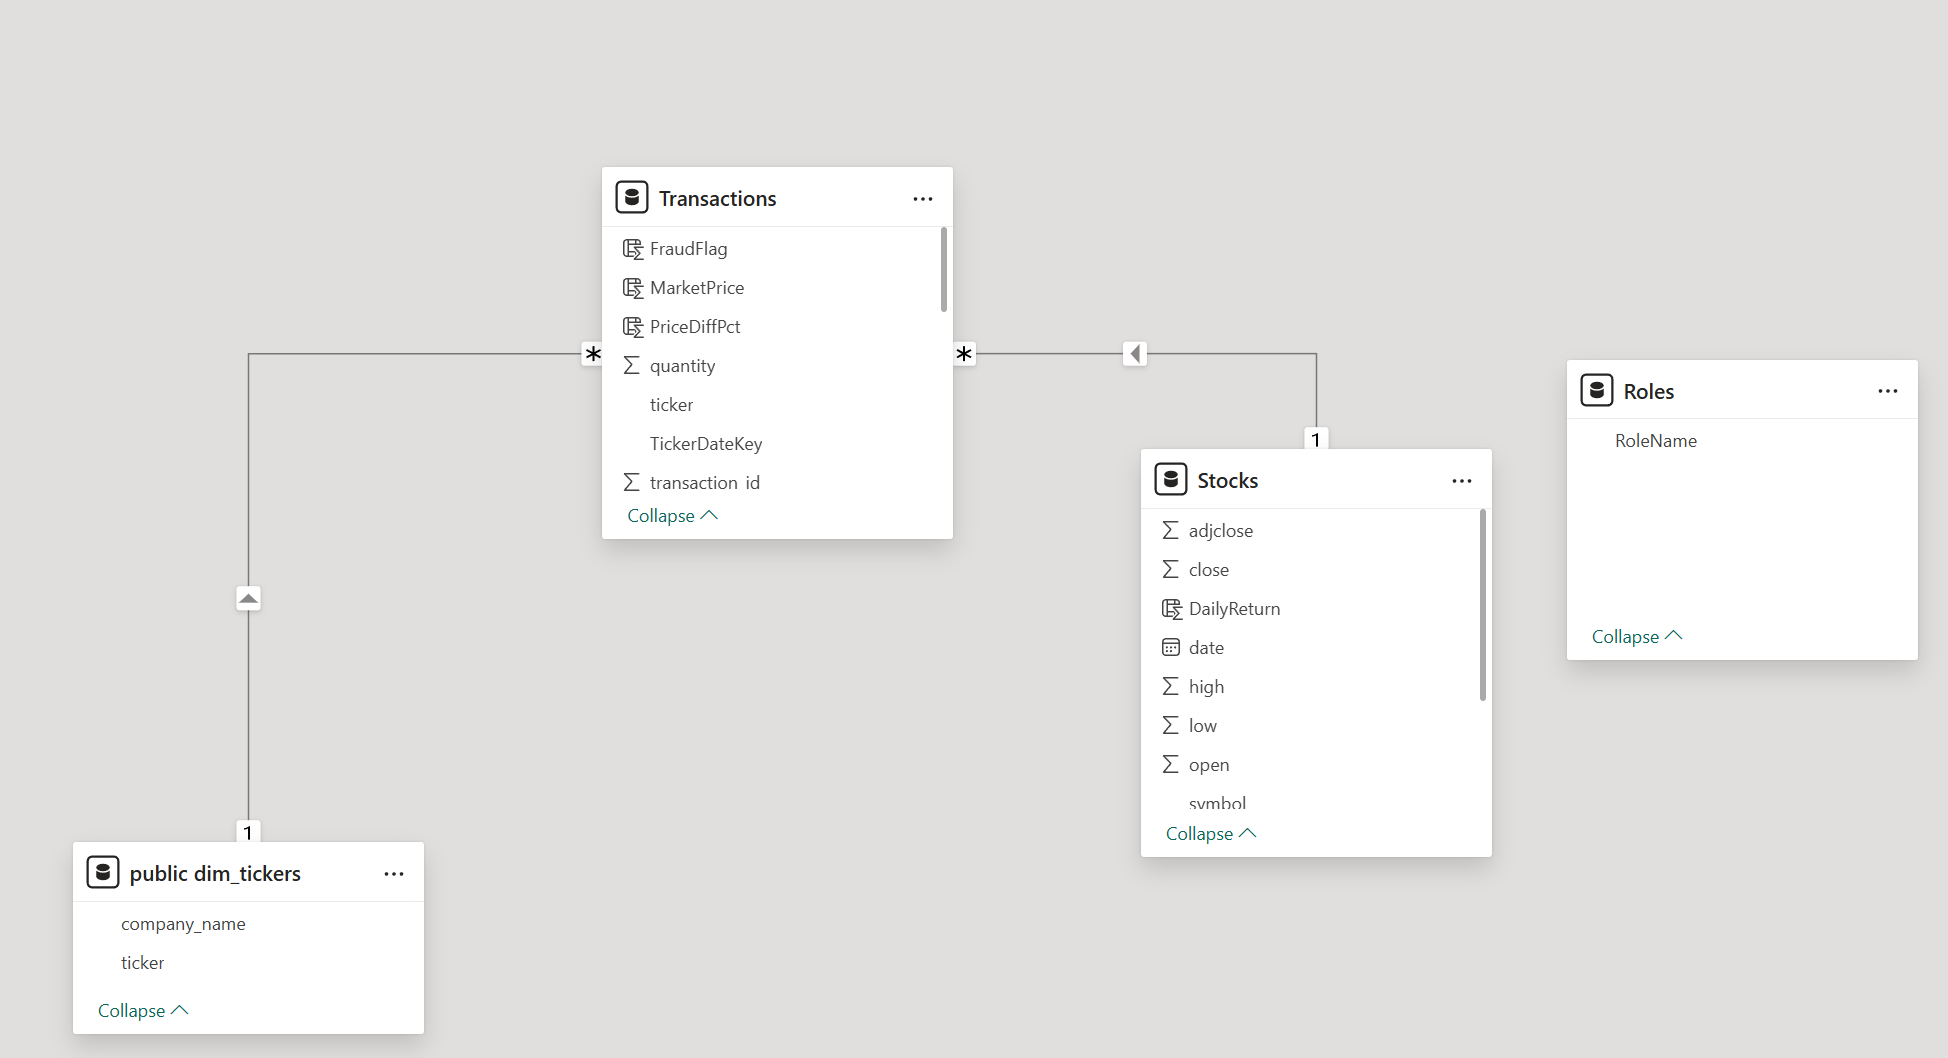 Transactions
FraudFlag
MarketPrice
PriceDiffPct
quantity
ticker
TickerDateKey
transaction_id
Collapse
*
*
1
Roles
RoleName
Collapse
Stocks
adjclose
close
DailyReturn
date
high
low
open
symbol
Collapse
1
public dim_tickers
company_name
ticker
Collapse